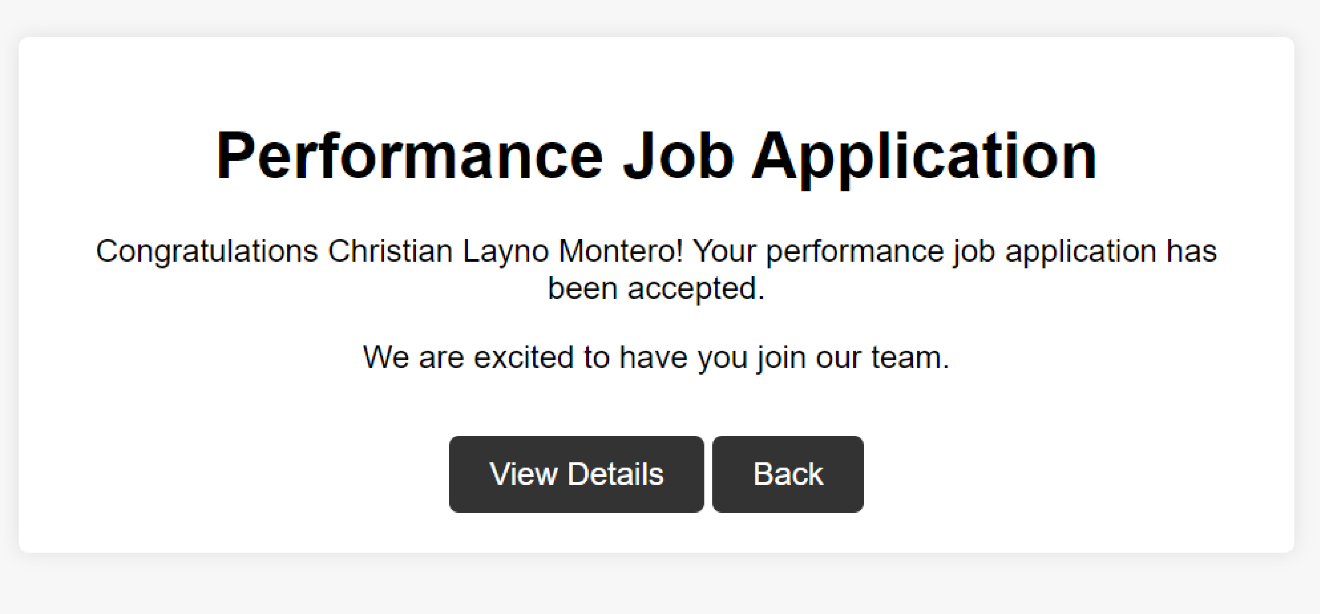 Performance Job Application
Congratulations Christian Layno Montero! Your performance job application has
been accepted.
We are excited to have you join our team.
View Details
Back